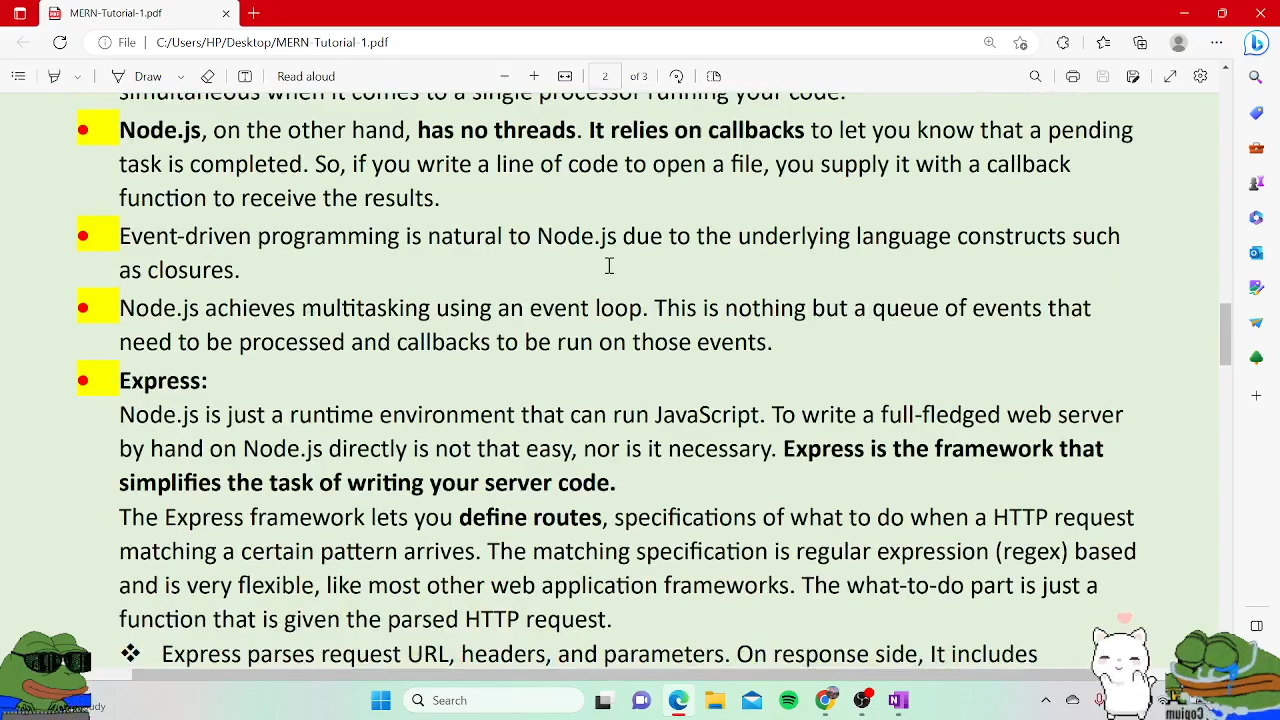 MERN-Tutorial-1.pdf
File C:/Users/HP/Desktop/MERN-Tutorial-1.pdf
Draw Read aloud 2 of 3
simultaneous when it comes to a single processor running your code.
Node.js, on the other hand, has no threads. It relies on callbacks to let you know that a pending
task is completed. So, if you write a line of code to open a file, you supply it with a callback
function to receive the results.
Event-driven programming is natural to Node.js due to the underlying language constructs such
as closures.
Node.js achieves multitasking using an event loop. This is nothing but a queue of events that
need to be processed and callbacks to be run on those events.
Express:
Node.js is just a runtime environment that can run JavaScript. To write a full-fledged web server
by hand on Node.js directly is not that easy, nor is it necessary. Express is the framework that
simplifies the task of writing your server code.
The Express framework lets you define routes, specifications of what to do when a HTTP request
matching a certain pattern arrives. The matching specification is regular expression (regex) based
and is very flexible, like most other web application frameworks. The what-to-do part is just a
function that is given the parsed HTTP request.
❖ Express parses request URL, headers, and parameters. On response side, It includes
Search